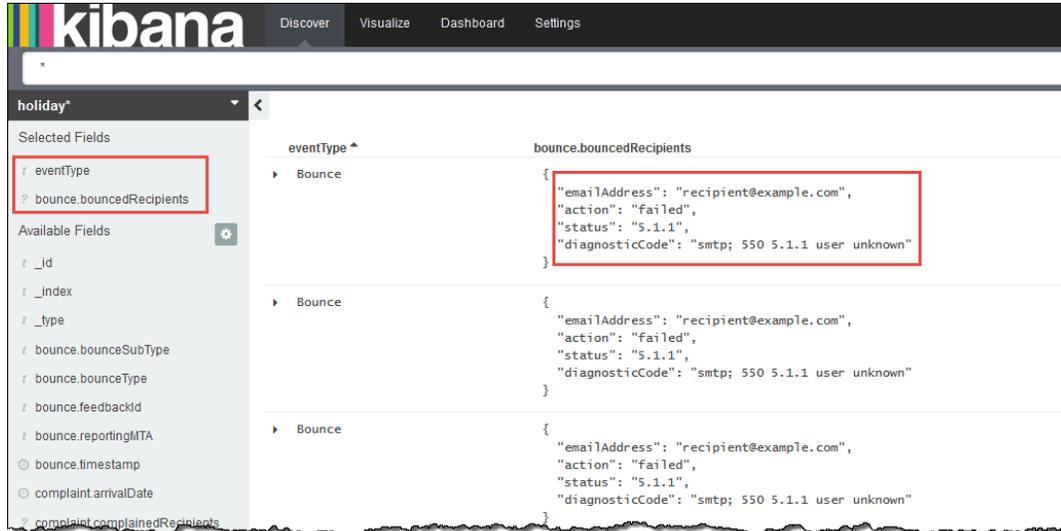 kibana
Discover Visualize Dashboard Settings
*
holiday*
Selected Fields
t eventType
? bounce.bouncedRecipients
Available Fields
t _id
t _index
t _type
t bounce.bounceSubType
t bounce.bounceType
t bounce.feedbackId
t bounce.reportingMTA
bounce.timestamp
complaint.arrivalDate
? complaint.complainedRecipients
eventType bounce.bouncedRecipients
Bounce {
"emailAddress": "recipient@example.com",
"action": "failed",
"status": "5.1.1",
"diagnosticCode": "smtp; 550 5.1.1 user unknown"
}
Bounce {
"emailAddress": "recipient@example.com",
"action": "failed",
"status": "5.1.1",
"diagnosticCode": "smtp; 550 5.1.1 user unknown"
}
Bounce {
"emailAddress": "recipient@example.com",
"action": "failed",
"status": "5.1.1",
"diagnosticCode": "smtp; 550 5.1.1 user unknown"
}